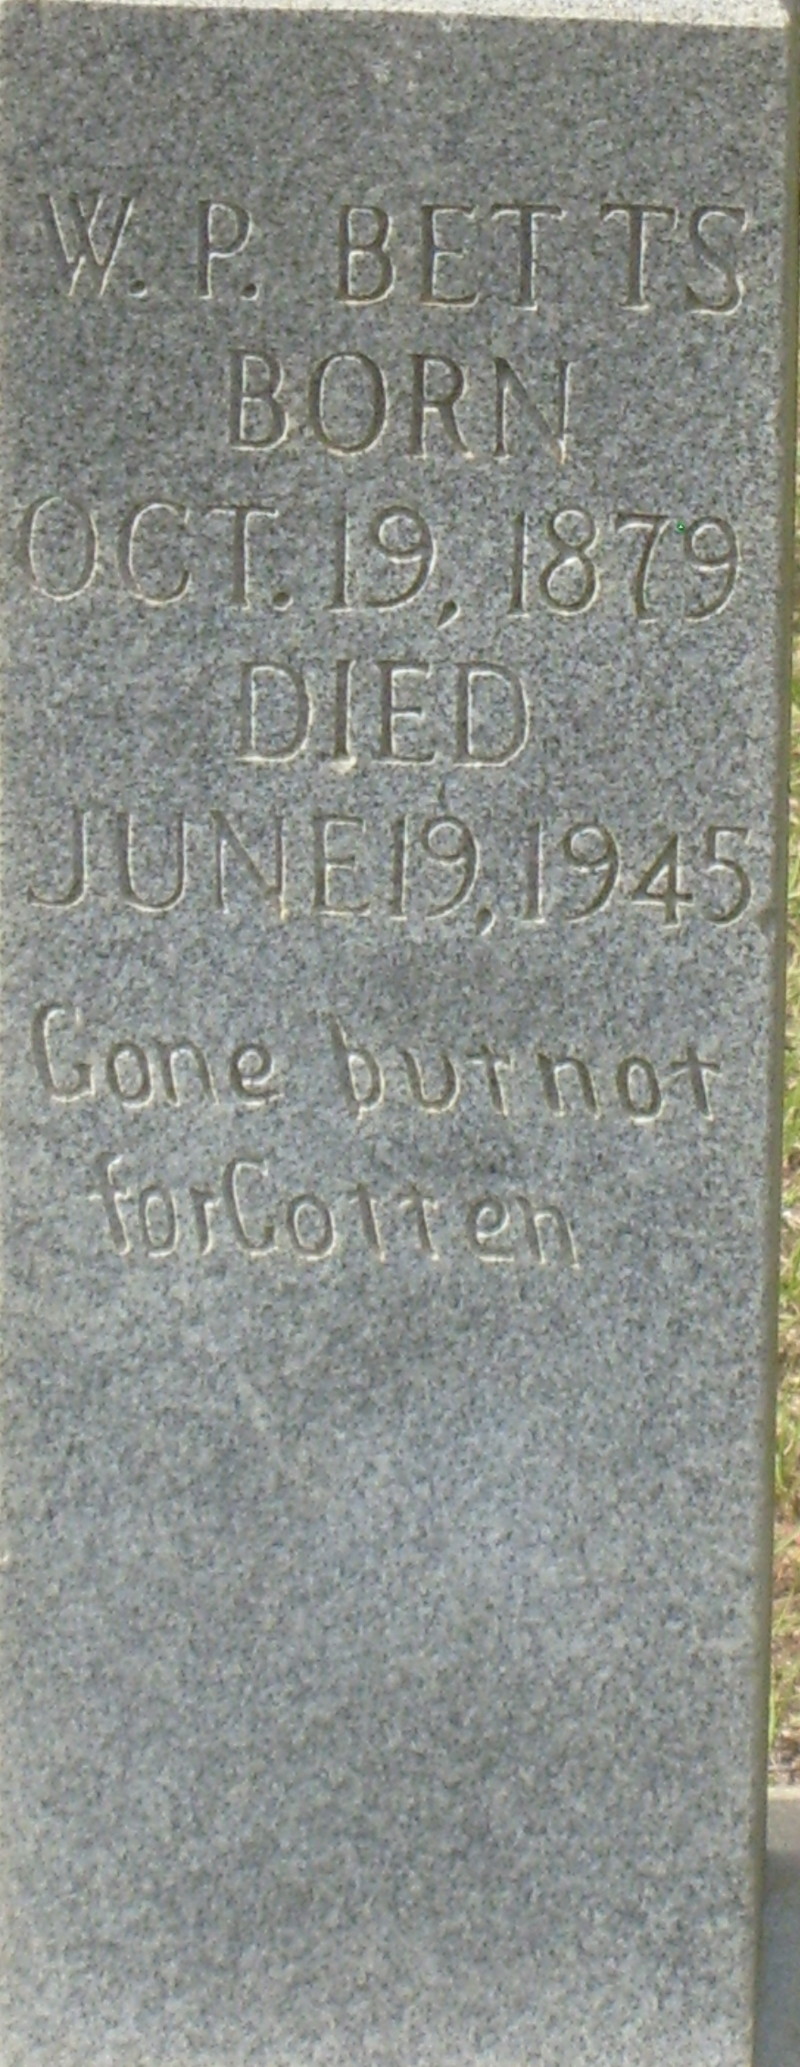 W. P. BETTS
BORN
OCT. 19, 1879
DIED
JUNE 19, 1945
Gone but not
forGotten